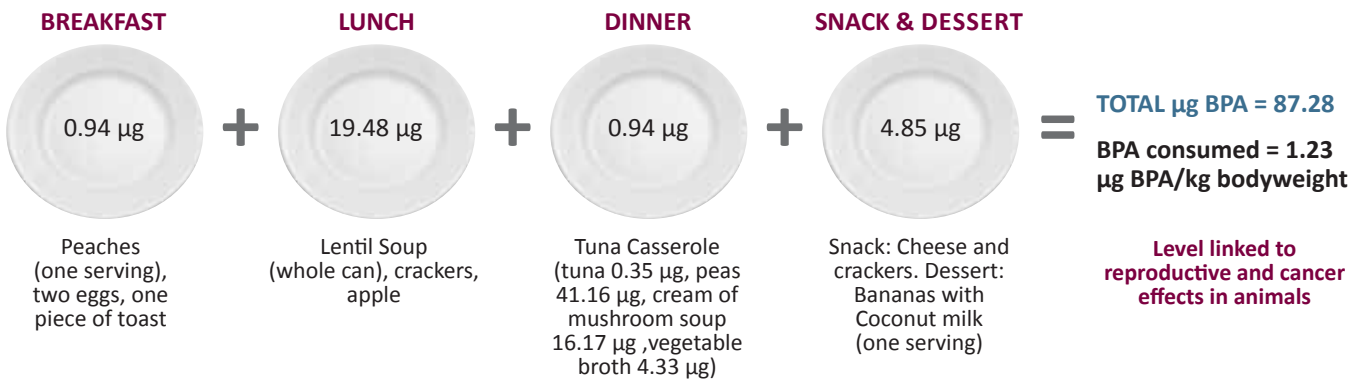 BREAKFAST
0.94 µg
Peaches
(one serving),
two eggs, one
piece of toast
+
LUNCH
19.48 µg
Lentil Soup
(whole can), crackers,
apple
+
DINNER
0.94 µg
Tuna Casserole
(tuna 0.35 µg, peas
41.16 µg, cream of
mushroom soup
16.17 µg ,vegetable
broth 4.33 µg)
+
SNACK & DESSERT
4.85 µg
Snack: Cheese and
crackers. Dessert:
Bananas with
Coconut milk
(one serving)
=
TOTAL µg BPA = 87.28
BPA consumed = 1.23
µg BPA/kg bodyweight
Level linked to
reproductive and cancer
effects in animals